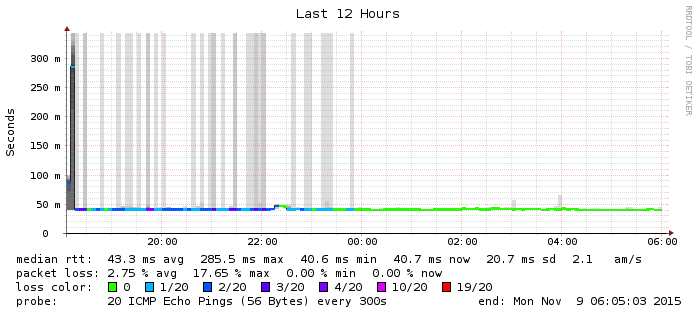 Last 12 Hours
RRDTOOL / TOBI OETIKER
Seconds
300 m
250 m
200 m
150 m
100 m
50 m
0
20:00 22:00 00:00 02:00 04:00 06:00
median rtt: 43.3 ms avg 285.5 ms max 40.6 ms min 40.7 ms now 20.7 ms sd 2.1 am/s
packet loss: 2.75 % avg 17.65 % max 0.00 % min 0.00 % now
loss color: 0 1/20 2/20 3/20 4/20 10/20 19/20
probe: 20 ICMP Echo Pings (56 Bytes) every 300s end: Mon Nov 9 06:05:03 2015